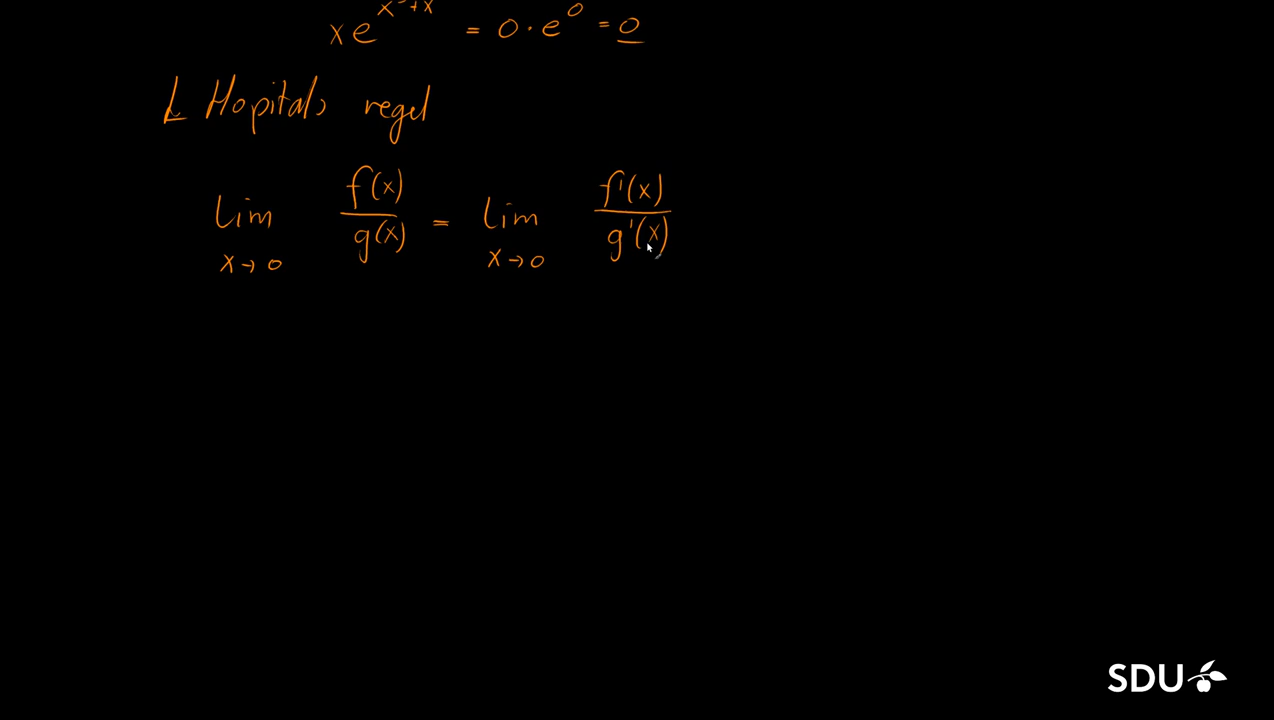 = 0 · e⁰ = 0
L Hopitals regel
lim x→0 f(x)/g(x) = lim x→0 f'(x)/g'(x)
SDU